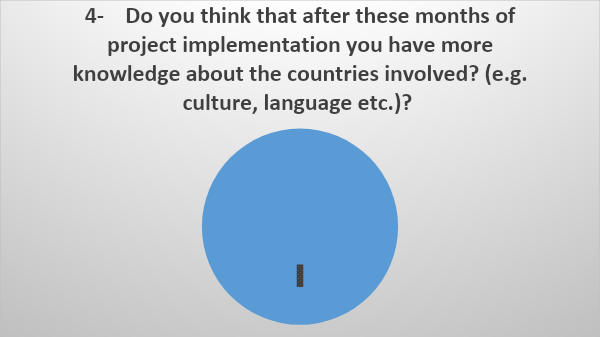 4- Do you think that after these months of
project implementation you have more
knowledge about the countries involved? (e.g.
culture, language etc.)?